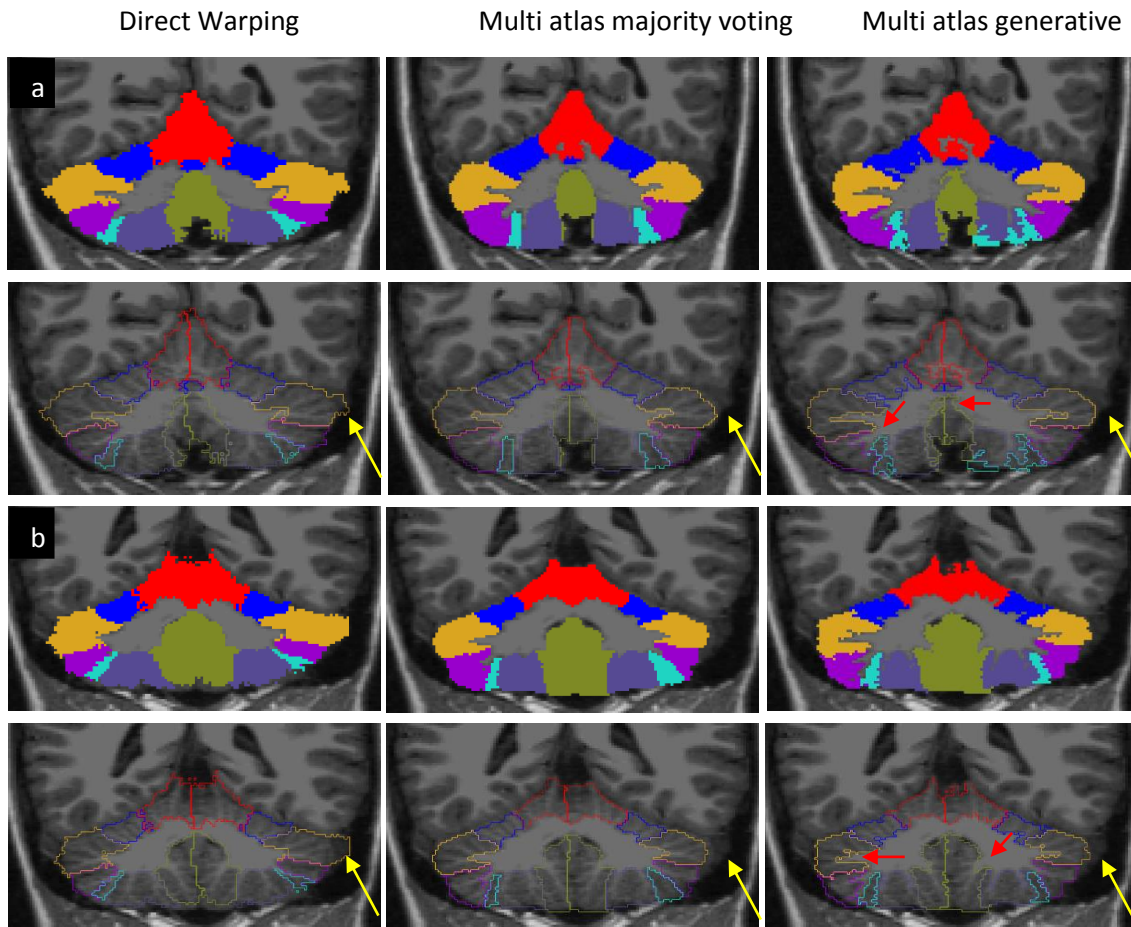 Direct Warping
Multi atlas majority voting
Multi atlas generative
a
b